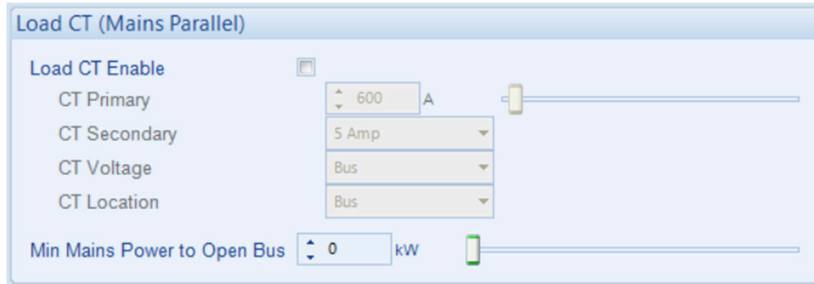 Load CT (Mains Parallel)
Load CT Enable
CT Primary 600 A
CT Secondary 5 Amp
CT Voltage Bus
CT Location Bus
Min Mains Power to Open Bus 0 kW